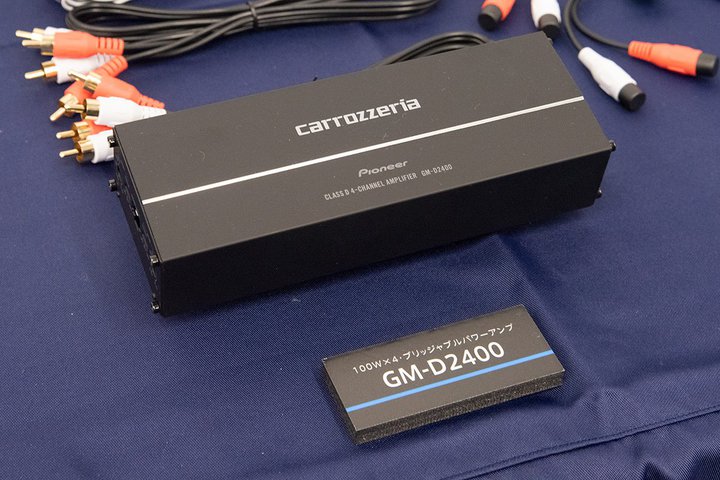 carrozzeria
Pioneer
CLASS D 4-CHANNEL AMPLIFIER GM-D2400
100W×4・ブリッジャブルパワーアンプ
GM-D2400